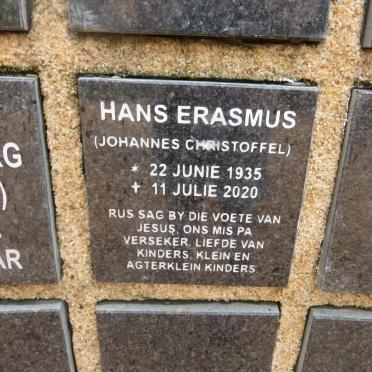 HANS ERASMUS
(JOHANNES CHRISTOFFEL)
* 22 JUNIE 1935
† 11 JULIE 2020
RUS SAG BY DIE VOETE VAN
JESUS, ONS MIS PA
VERSEKER. LIEFDE VAN
KINDERS, KLEIN EN
AGTERKLEIN KINDERS